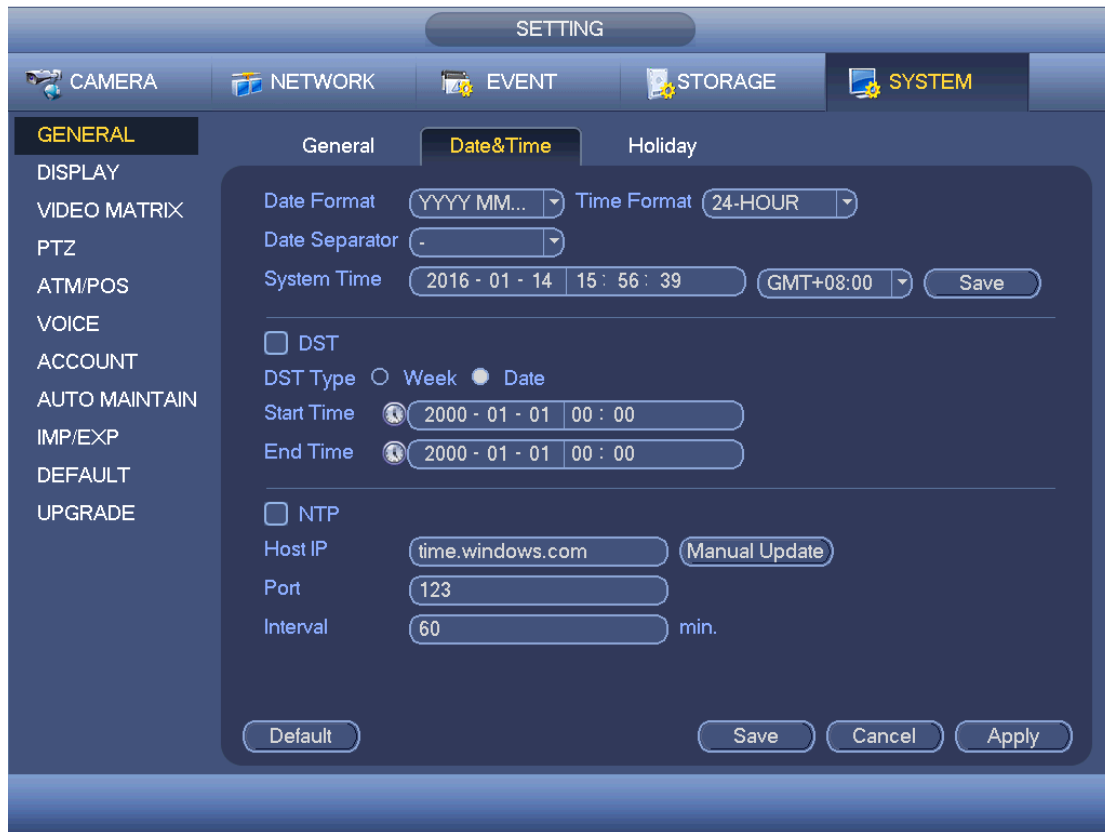 SETTING
CAMERA NETWORK EVENT STORAGE SYSTEM
GENERAL
DISPLAY
VIDEO MATRIX
PTZ
ATM/POS
VOICE
ACCOUNT
AUTO MAINTAIN
IMP/EXP
DEFAULT
UPGRADE
General Date&Time Holiday
Date Format YYYY MM... Time Format 24-HOUR
Date Separator -
System Time 2016 - 01 - 14 15 : 56 : 39 GMT+08:00 Save
DST
DST Type Week Date
Start Time 2000 - 01 - 01 00 : 00
End Time 2000 - 01 - 01 00 : 00
NTP
Host IP time.windows.com Manual Update
Port 123
Interval 60 min.
Default Save Cancel Apply